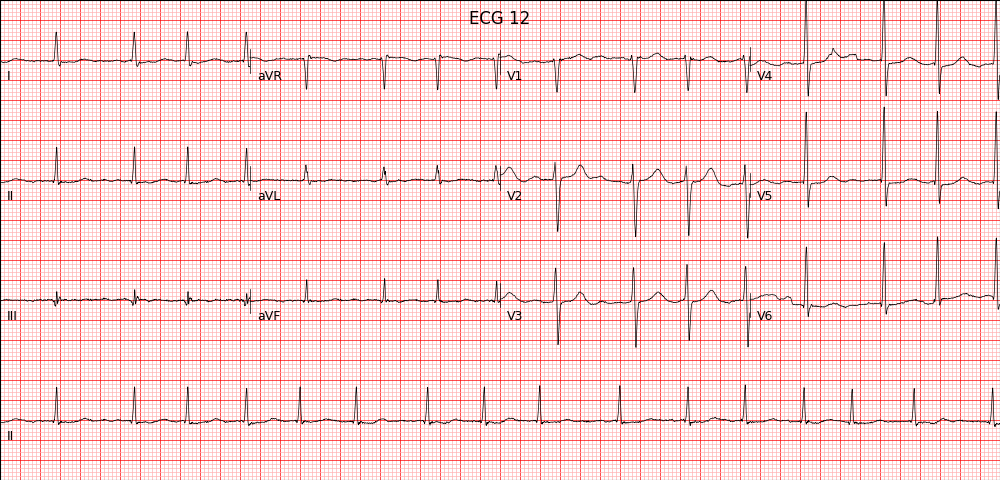 ECG 12
I aVR V1 V4
II aVL V2 V5
III aVF V3 V6
II